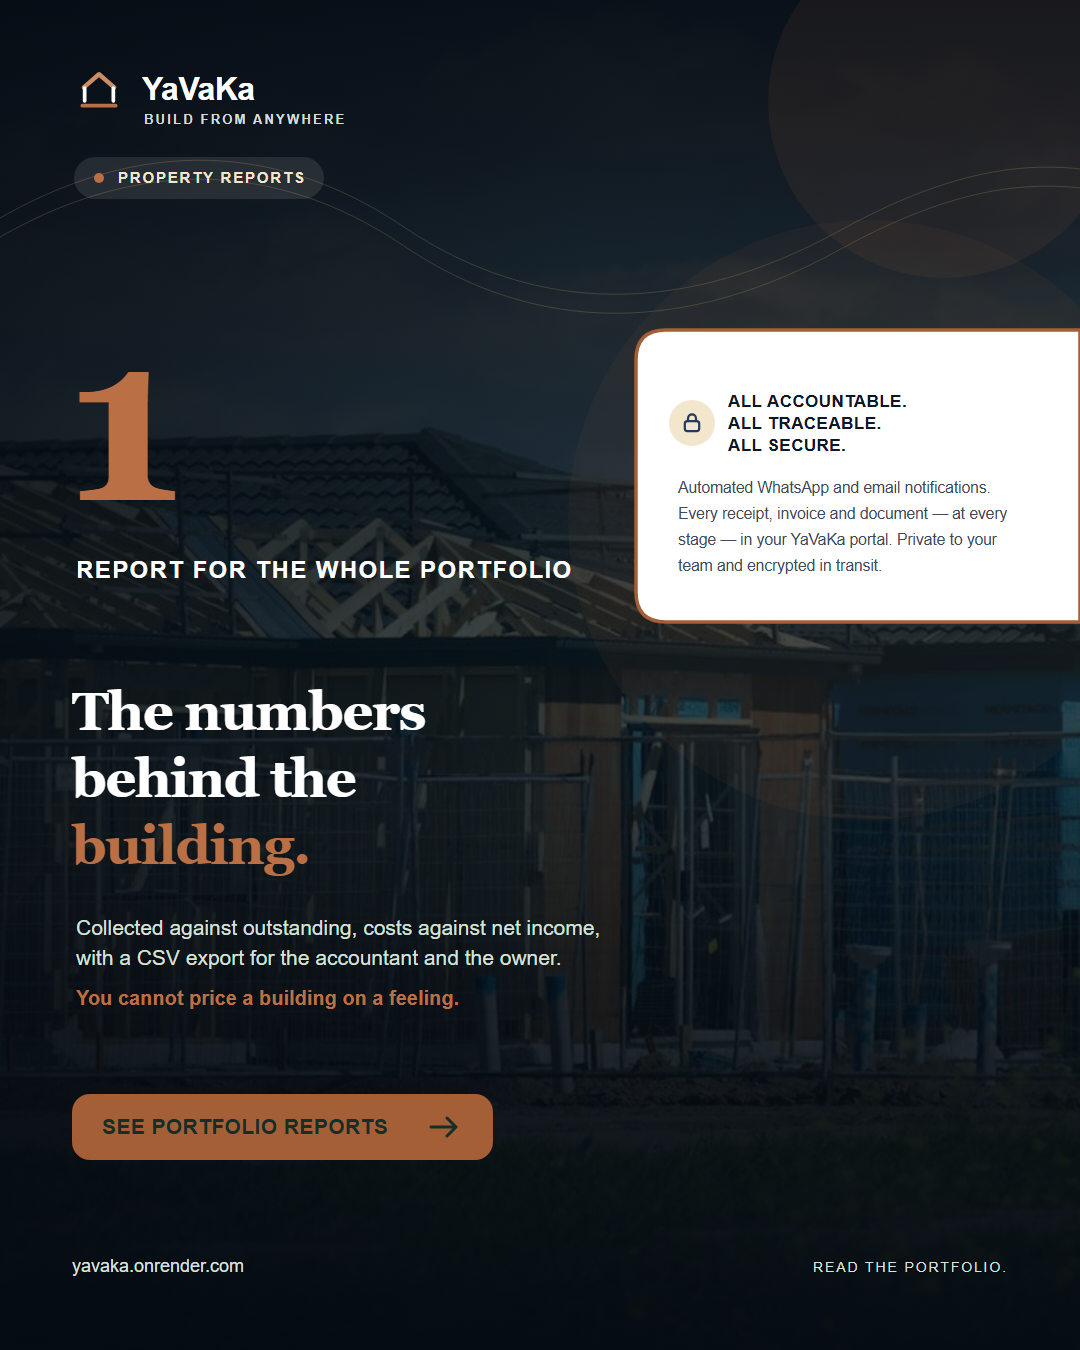 YaVaKa
BUILD FROM ANYWHERE
PROPERTY REPORTS
1
REPORT FOR THE WHOLE PORTFOLIO
ALL ACCOUNTABLE.
ALL TRACEABLE.
ALL SECURE.
Automated WhatsApp and email notifications.
Every receipt, invoice and document — at every
stage — in your YaVaKa portal. Private to your
team and encrypted in transit.
The numbers
behind the
building.
Collected against outstanding, costs against net income,
with a CSV export for the accountant and the owner.
You cannot price a building on a feeling.
SEE PORTFOLIO REPORTS
yavaka.onrender.com
READ THE PORTFOLIO.